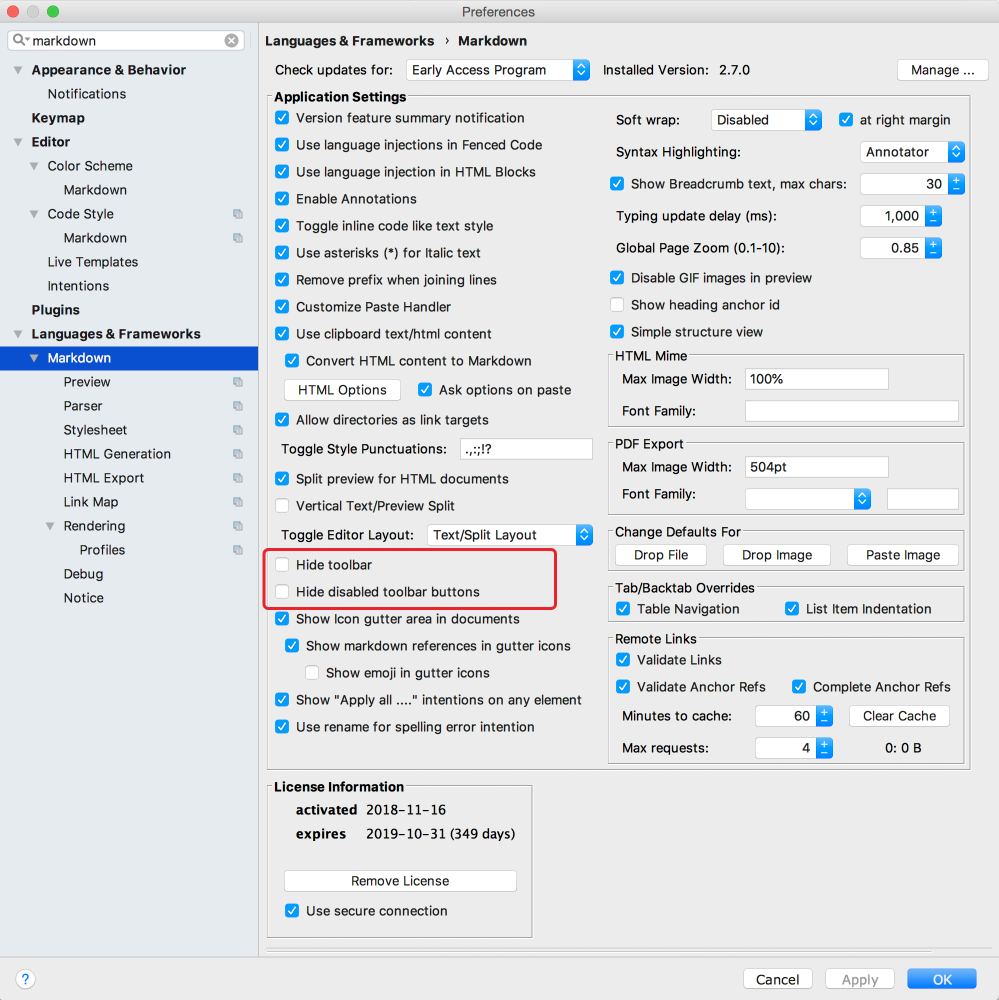 Preferences
markdown
Appearance & Behavior
Notifications
Keymap
Editor
Color Scheme
Markdown
Code Style
Markdown
Live Templates
Intentions
Plugins
Languages & Frameworks
Markdown
Preview
Parser
Stylesheet
HTML Generation
HTML Export
Link Map
Rendering
Profiles
Debug
Notice
Languages & Frameworks › Markdown
Check updates for: Early Access Program Installed Version: 2.7.0 Manage ...
Application Settings
Version feature summary notification
Use language injections in Fenced Code
Use language injection in HTML Blocks
Enable Annotations
Toggle inline code like text style
Use asterisks (*) for Italic text
Remove prefix when joining lines
Customize Paste Handler
Use clipboard text/html content
Convert HTML content to Markdown
HTML Options Ask options on paste
Allow directories as link targets
Toggle Style Punctuations: .,:;!?
Split preview for HTML documents
Vertical Text/Preview Split
Toggle Editor Layout: Text/Split Layout
Hide toolbar
Hide disabled toolbar buttons
Show Icon gutter area in documents
Show markdown references in gutter icons
Show emoji in gutter icons
Show "Apply all ...." intentions on any element
Use rename for spelling error intention
Soft wrap: Disabled at right margin
Syntax Highlighting: Annotator
Show Breadcrumb text, max chars: 30
Typing update delay (ms): 1,000
Global Page Zoom (0.1-10): 0.85
Disable GIF images in preview
Show heading anchor id
Simple structure view
HTML Mime
Max Image Width: 100%
Font Family:
PDF Export
Max Image Width: 504pt
Font Family:
Change Defaults For
Drop File Drop Image Paste Image
Tab/Backtab Overrides
Table Navigation List Item Indentation
Remote Links
Validate Links
Validate Anchor Refs Complete Anchor Refs
Minutes to cache: 60 Clear Cache
Max requests: 4 0: 0 B
License Information
activated 2018-11-16
expires 2019-10-31 (349 days)
Remove License
Use secure connection
? Cancel Apply OK